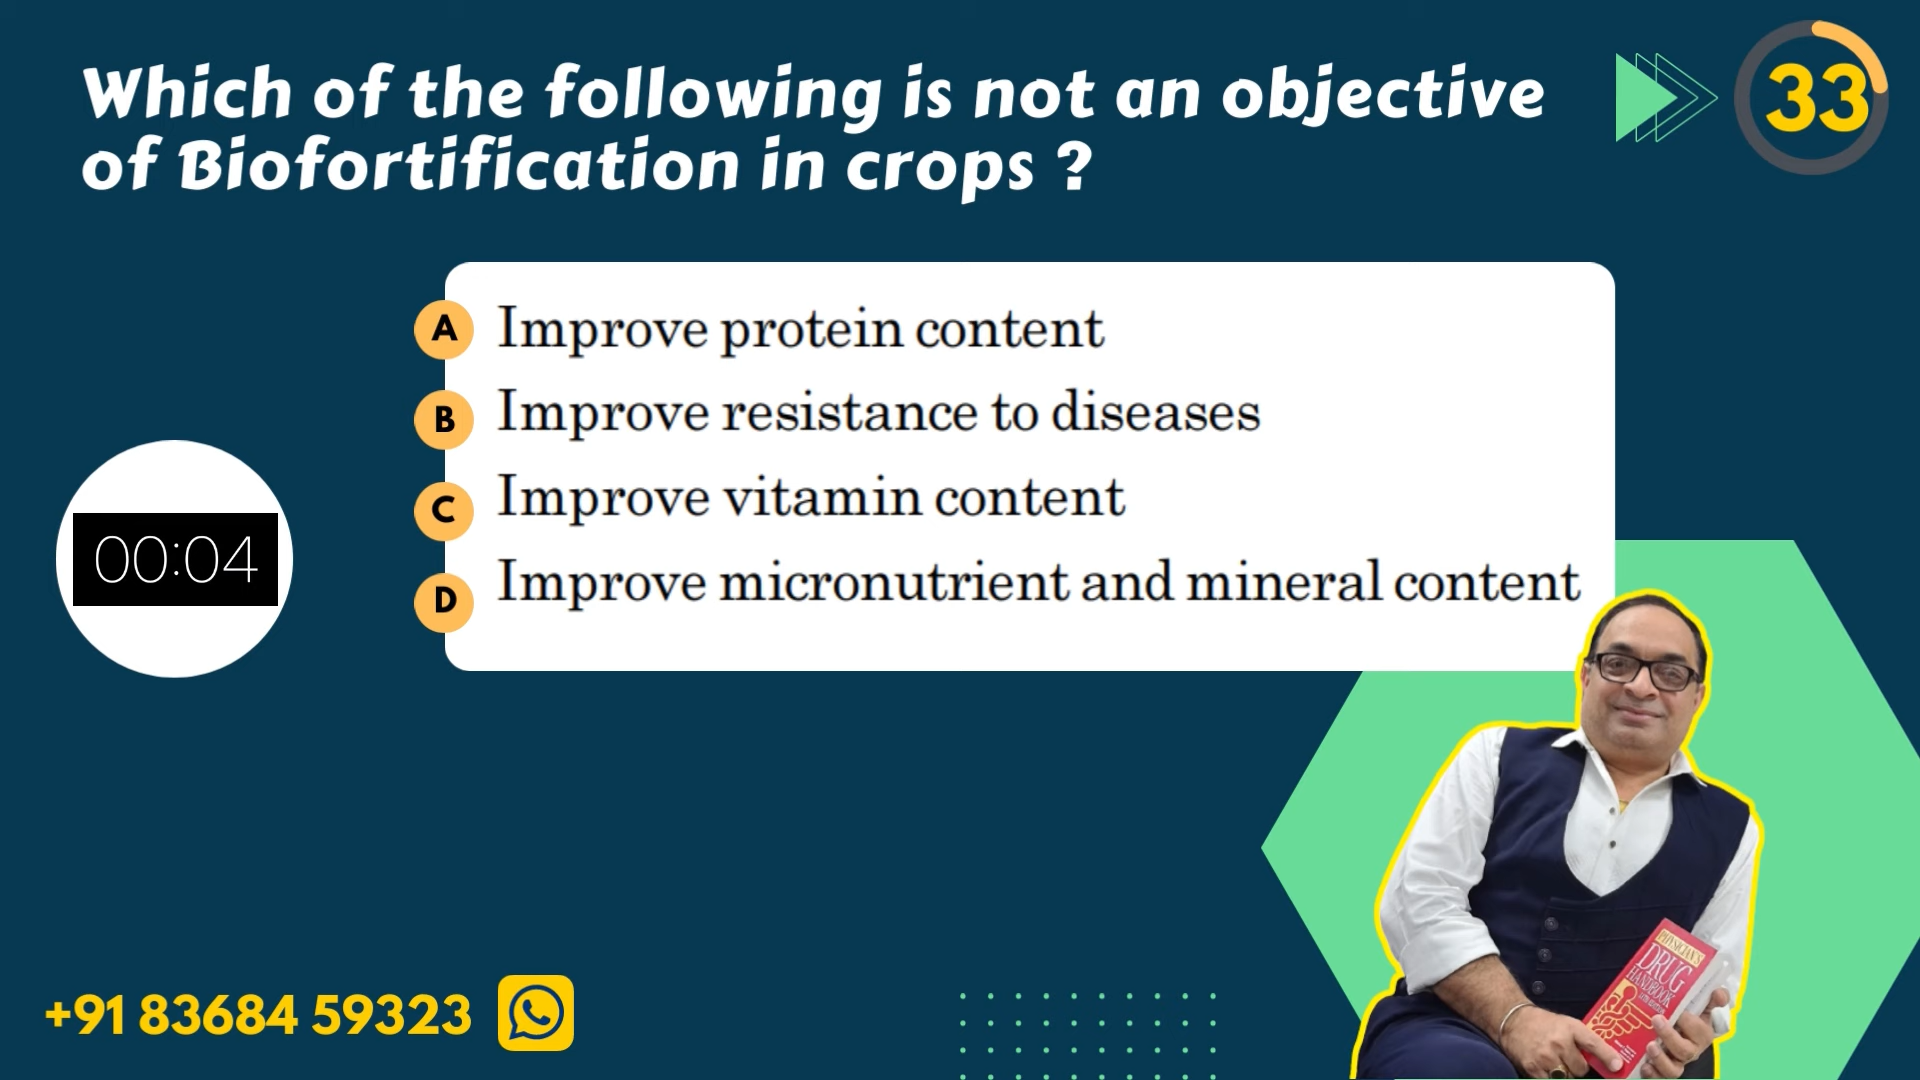 Which of the following is not an objective
of Biofortification in crops ?
33
A Improve protein content
B Improve resistance to diseases
C Improve vitamin content
D Improve micronutrient and mineral content
00:04
PHYSICIAN'S
DRUG
HANDBOOK
+91 83684 59323